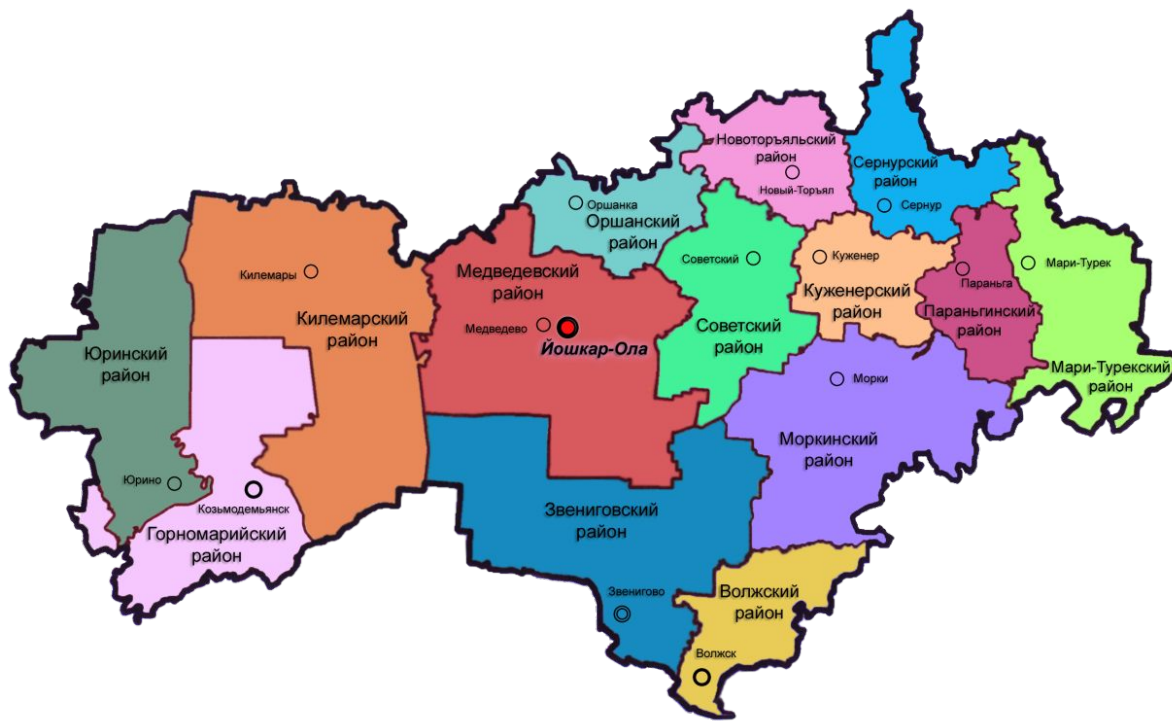 Новоторъяльский
район
Новый-Торъял
Сернурский
район
Сернур
Оршанка
Оршанский
район
Килемары
Килемарский
район
Медведевский
район
Медведево
Йошкар-Ола
Советский
Советский
район
Куженер
Куженерский
район
Параньга
Параньгинский
район
Мари-Турек
Мари-Турекский
район
Юринский
район
Юрино
Козьмодемьянск
Горномарийский
район
Морки
Моркинский
район
Звениговский
район
Звенигово
Волжский
район
Волжск